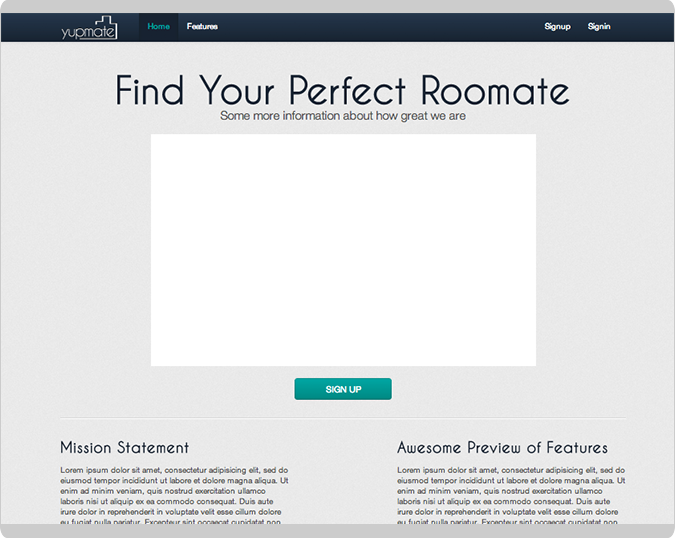 yupmate
Home
Features
Signup
Signin
Find Your Perfect Roomate
Some more information about how great we are
SIGN UP
Mission Statement
Lorem ipsum dolor sit amet, consectetur adipisicing elit, sed do
eiusmod tempor incididunt ut labore et dolore magna aliqua. Ut
enim ad minim veniam, quis nostrud exercitation ullamco
laboris nisi ut aliquip ex ea commodo consequat. Duis aute
irure dolor in reprehenderit in voluptate velit esse cillum dolore
eu fugiat nulla pariatur. Excepteur sint occaecat cupidatat non
Awesome Preview of Features
Lorem ipsum dolor sit amet, consectetur adipisicing elit, sed do
eiusmod tempor incididunt ut labore et dolore magna aliqua. Ut
enim ad minim veniam, quis nostrud exercitation ullamco
laboris nisi ut aliquip ex ea commodo consequat. Duis aute
irure dolor in reprehenderit in voluptate velit esse cillum dolore
eu fugiat nulla pariatur. Excepteur sint occaecat cupidatat non